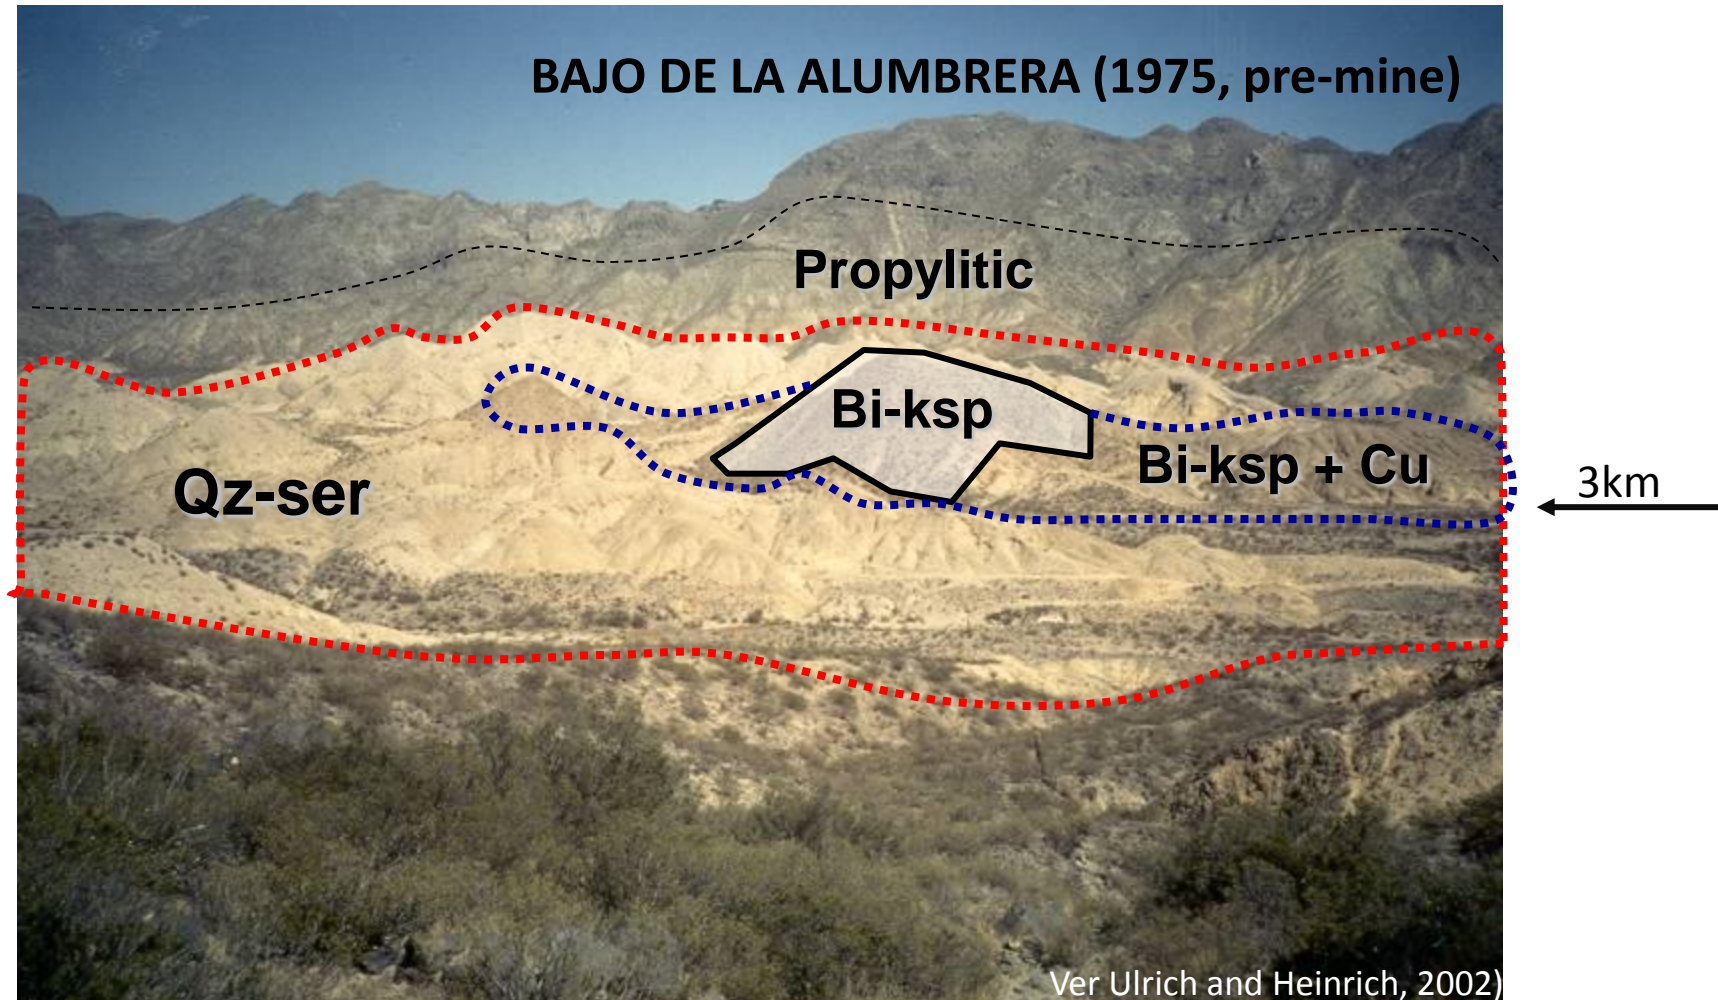 BAJO DE LA ALUMBRERA (1975, pre-mine)
Propylitic
Bi-ksp
Bi-ksp + Cu
Qz-ser
3km
Ver Ulrich and Heinrich, 2002)